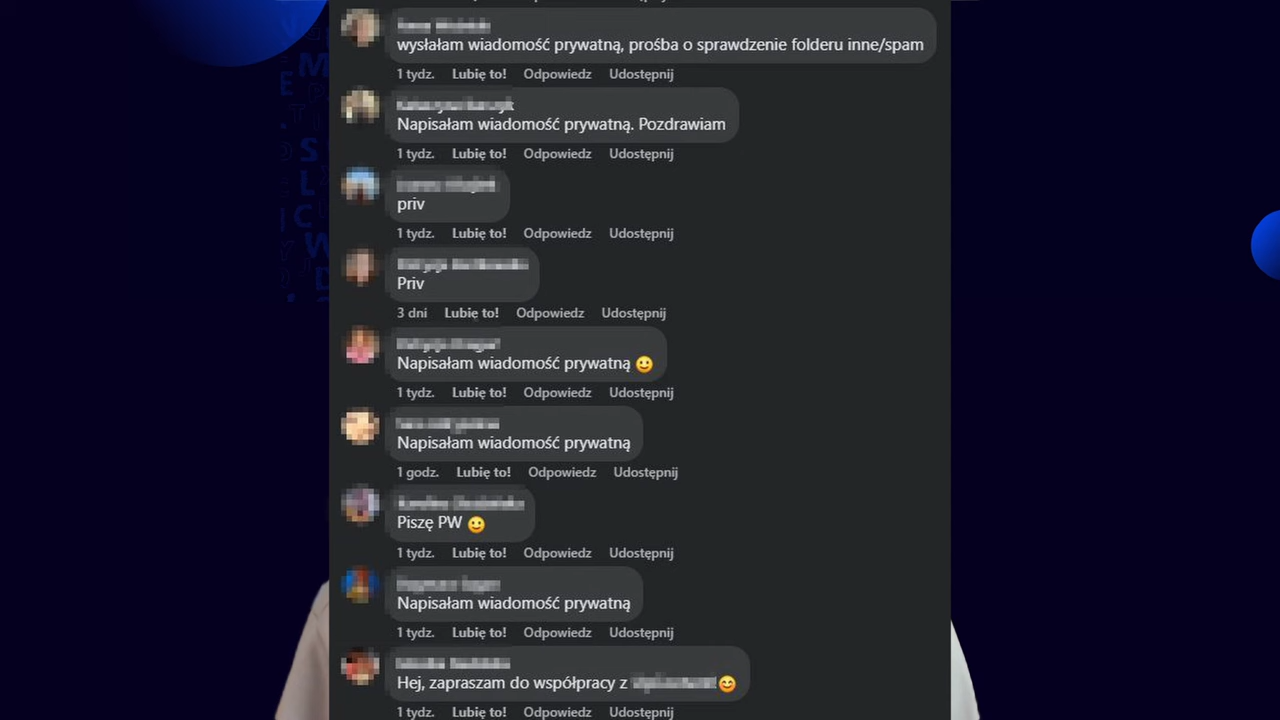 wysłałam wiadomość prywatną, prośba o sprawdzenie folderu inne/spam
1 tydz. Lubię to! Odpowiedz Udostępnij
Napisałam wiadomość prywatną. Pozdrawiam
1 tydz. Lubię to! Odpowiedz Udostępnij
priv
1 tydz. Lubię to! Odpowiedz Udostępnij
Priv
3 dni Lubię to! Odpowiedz Udostępnij
Napisałam wiadomość prywatną 🙂
1 tydz. Lubię to! Odpowiedz Udostępnij
Napisałam wiadomość prywatną
1 godz. Lubię to! Odpowiedz Udostępnij
Piszę PW 🙂
1 tydz. Lubię to! Odpowiedz Udostępnij
Napisałam wiadomość prywatną
1 tydz. Lubię to! Odpowiedz Udostępnij
Hej, zapraszam do współpracy z 😊
1 tydz. Lubię to! Odpowiedz Udostępnij